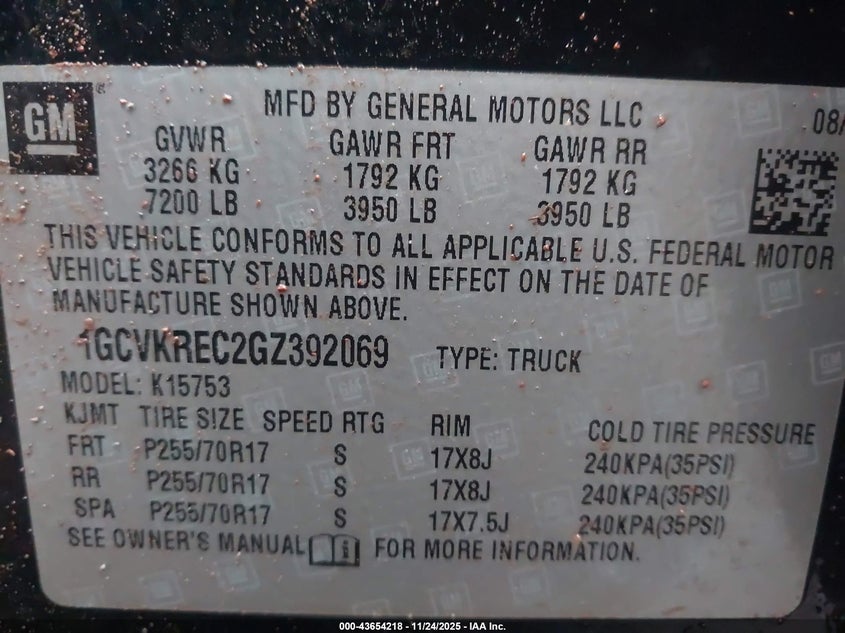 GM
MFD BY GENERAL MOTORS LLC
08/
GVWR GAWR FRT GAWR RR
3266 KG 1792 KG 1792 KG
7200 LB 3950 LB 3950 LB
THIS VEHICLE CONFORMS TO ALL APPLICABLE U.S. FEDERAL MOTOR
VEHICLE SAFETY STANDARDS IN EFFECT ON THE DATE OF
MANUFACTURE SHOWN ABOVE.
1GCVKREC2GZ392069 TYPE: TRUCK
MODEL: K15753
KJMT TIRE SIZE SPEED RTG RIM COLD TIRE PRESSURE
FRT P255/70R17 S 17X8J 240KPA(35PSI)
RR P255/70R17 S 17X8J 240KPA(35PSI)
SPA P255/70R17 S 17X7.5J 240KPA(35PSI)
SEE OWNER'S MANUAL FOR MORE INFORMATION.
000-43654218 - 11/24/2025 - IAA Inc.